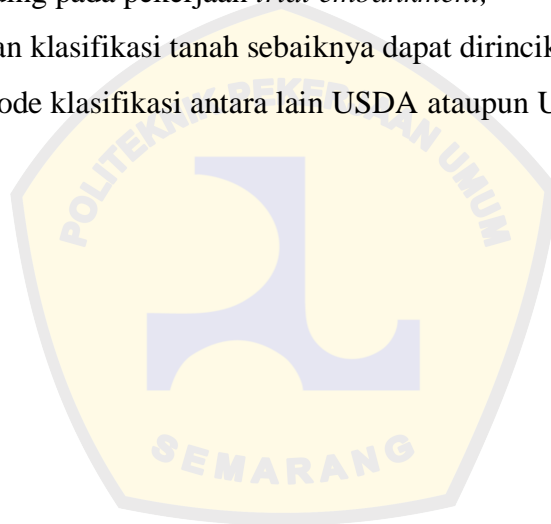 ang pada pekerjaan trial embankment;
an klasifikasi tanah sebaiknya dapat dirincik
ode klasifikasi antara lain USDA ataupun U
POLITEKNIK PEKERJAAN UMUM
SEMARANG